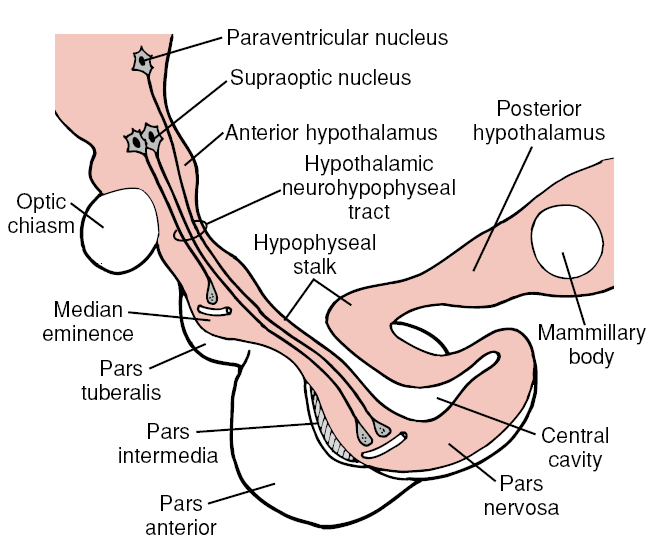 Paraventricular nucleus
Supraoptic nucleus
Anterior hypothalamus
Hypothalamic
neurohypophyseal
tract
Posterior
hypothalamus
Optic
chiasm
Hypophyseal
stalk
Median
eminence
Mammillary
body
Pars
tuberalis
Pars
intermedia
Central
cavity
Pars
nervosa
Pars
anterior